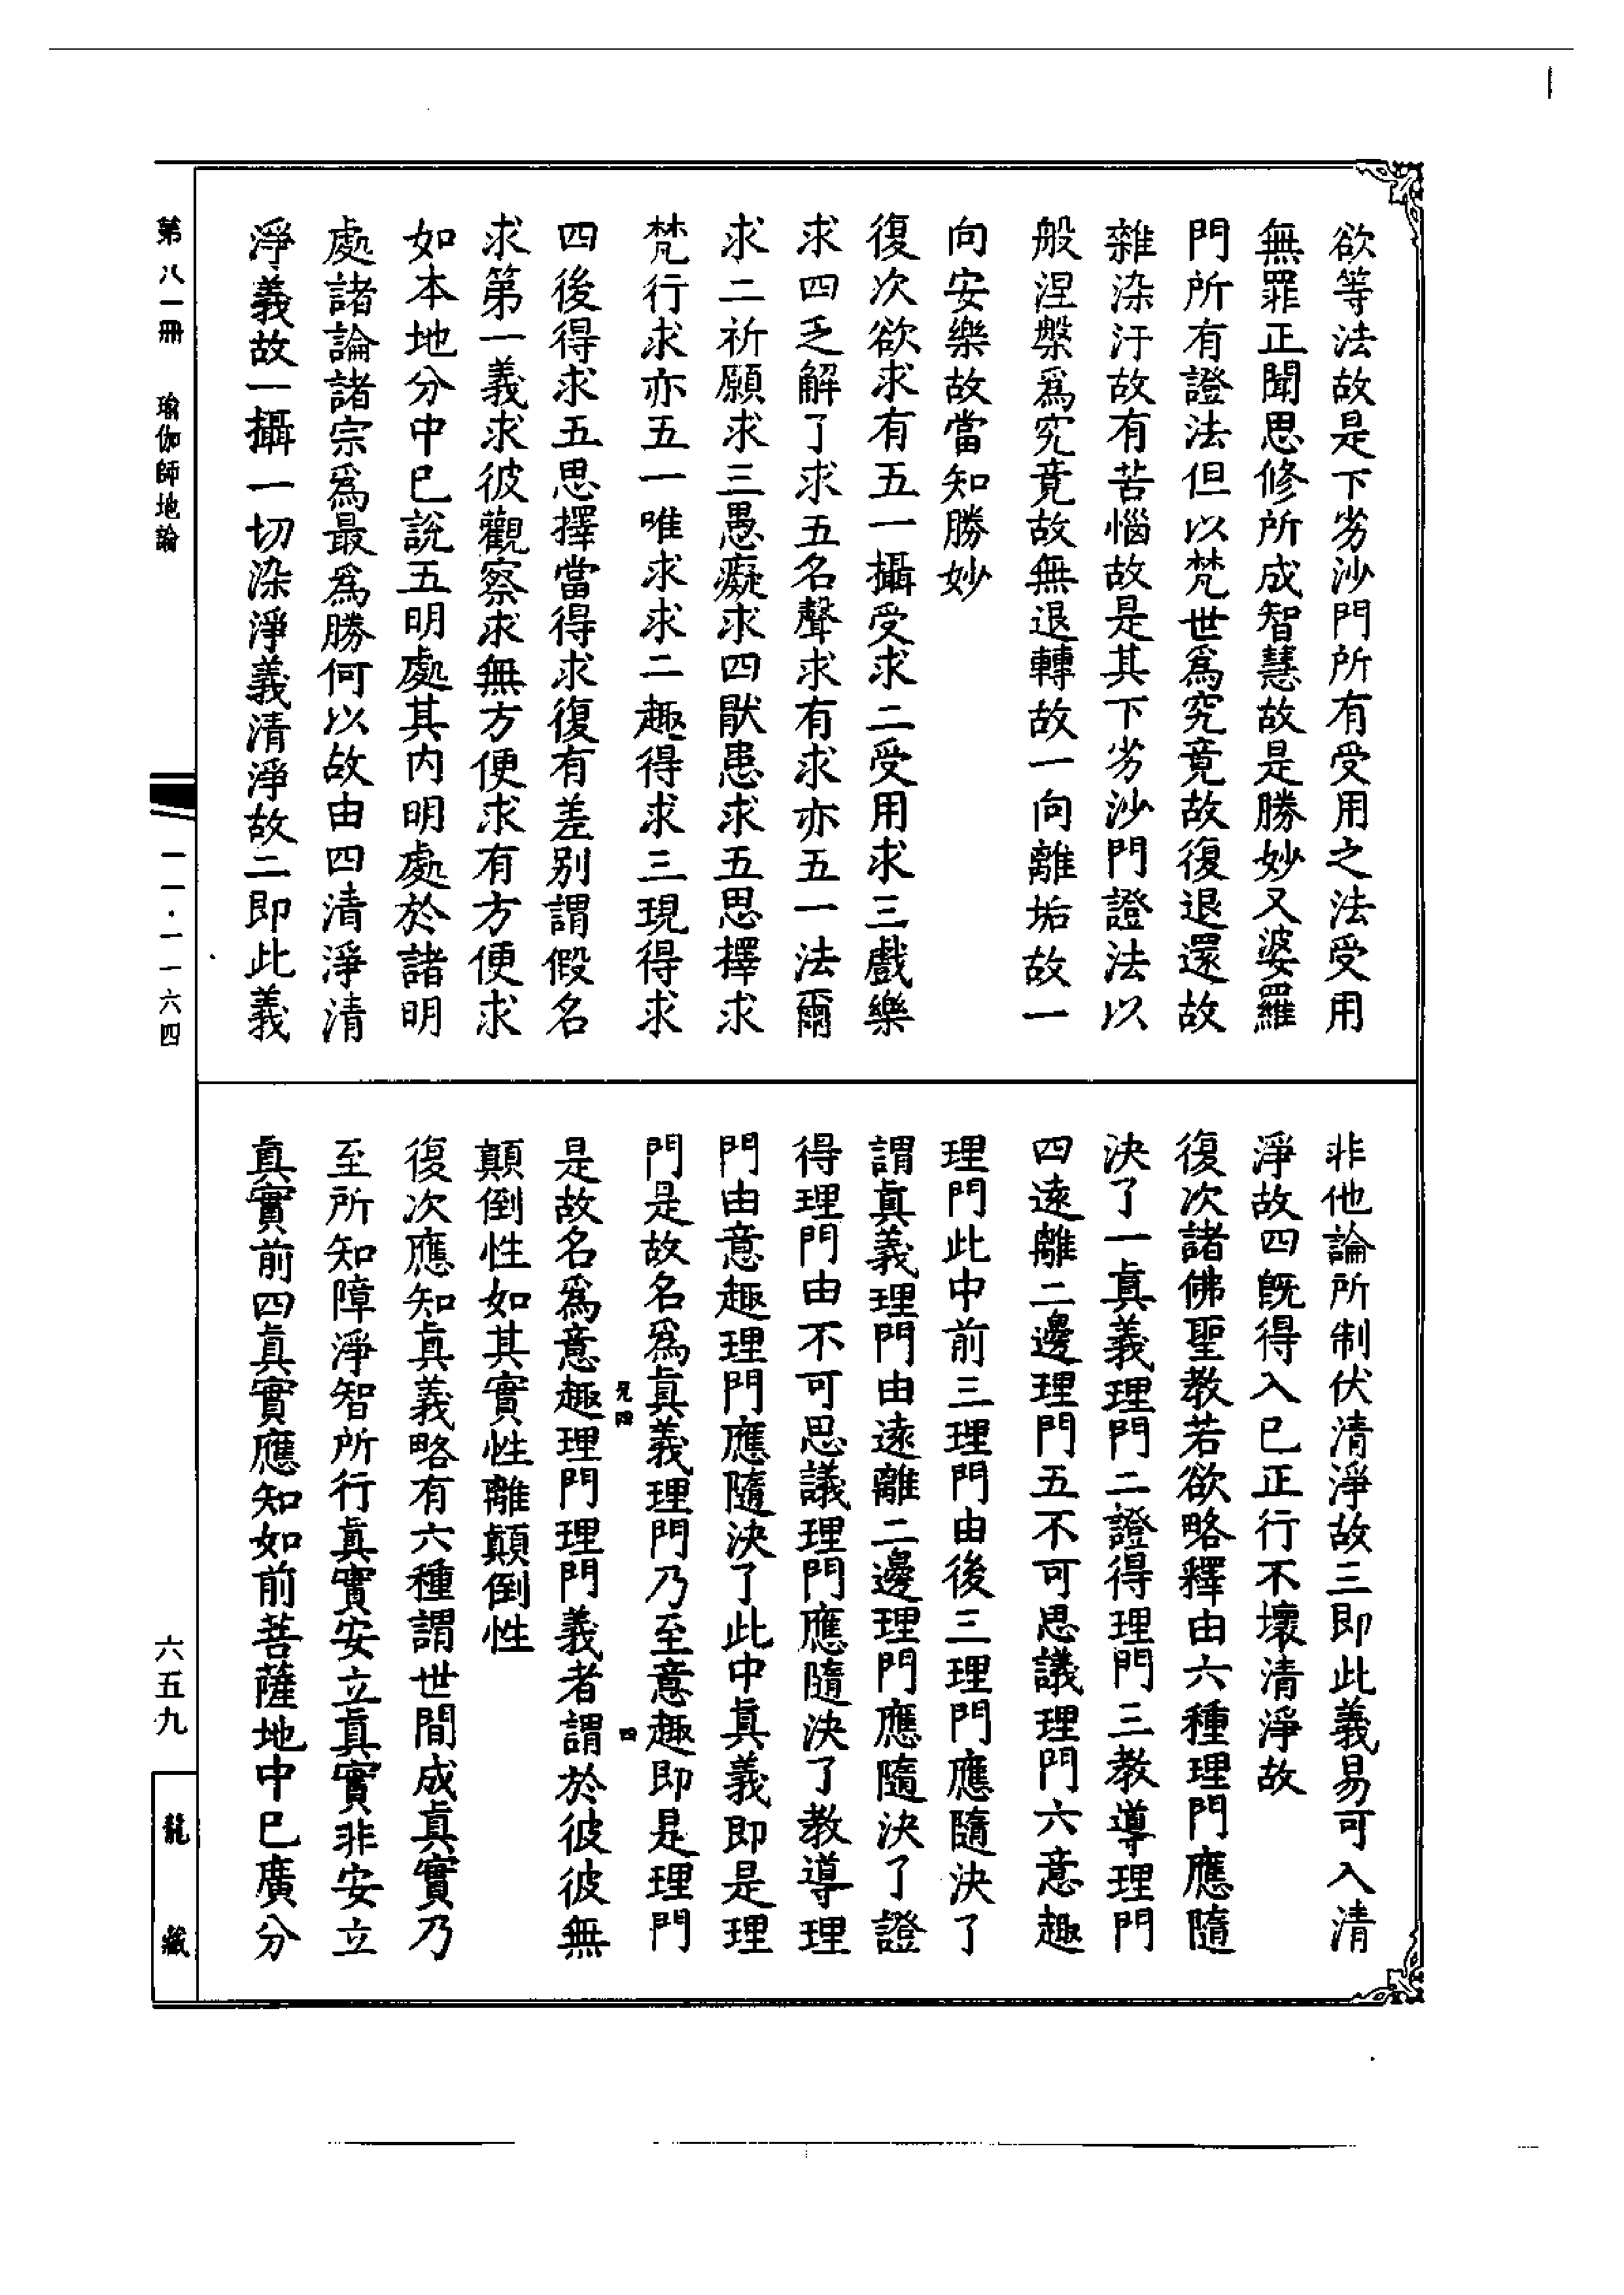 欲等法故是下劣沙門所有受用之法受用
無罪正聞思修所成智慧故是勝妙又婆羅
門所有證法但以梵世爲究竟故復退還故
雜染汙故有苦惱故是其下劣沙門證法以
般涅槃爲究竟故無退轉故一向離垢故一
向安樂故當知勝妙
復次欲求有五一攝受求二受用求三戲樂
求四乏解了求五名聲求有求亦五一法爾
求二祈願求三愚癡求四猒患求五思擇求
梵行求亦五一唯求求二趣得求三現得求
四後得求五思擇當得求復有差別謂假名
求第一義求彼觀察求無方便求有方便求
如本地分中已說五明處其內明處於諸明
處諸論諸宗爲最爲勝何以故由四清淨清
淨義故一攝一切染淨義清淨故二即此義
非他論所制伏清淨故三即此義易可入清
淨故四旣得入已正行不壞清淨故
復次諸佛聖教若欲略釋由六種理門應隨
決了一眞義理門二證得理門三教導理門
四遠離二邊理門五不可思議理門六意趣
理門此中前三理門由後三理門應隨決了
謂眞義理門由遠離二邊理門應隨決了證
得理門由不可思議理門應隨決了教導理
門由意趣理門應隨決了此中眞義即是理
門是故名爲眞義理門乃至意趣即是理門
是故名爲意趣理門理門義者謂於彼彼無
顛倒性如其實性離顛倒性
復次應知眞義略有六種謂世間成眞實乃
至所知障淨智所行眞實安立眞實非安立
眞實前四眞實應知如前菩薩地中已廣分
第八一冊 瑜伽師地論
一一·一一六四
六五九
龍藏